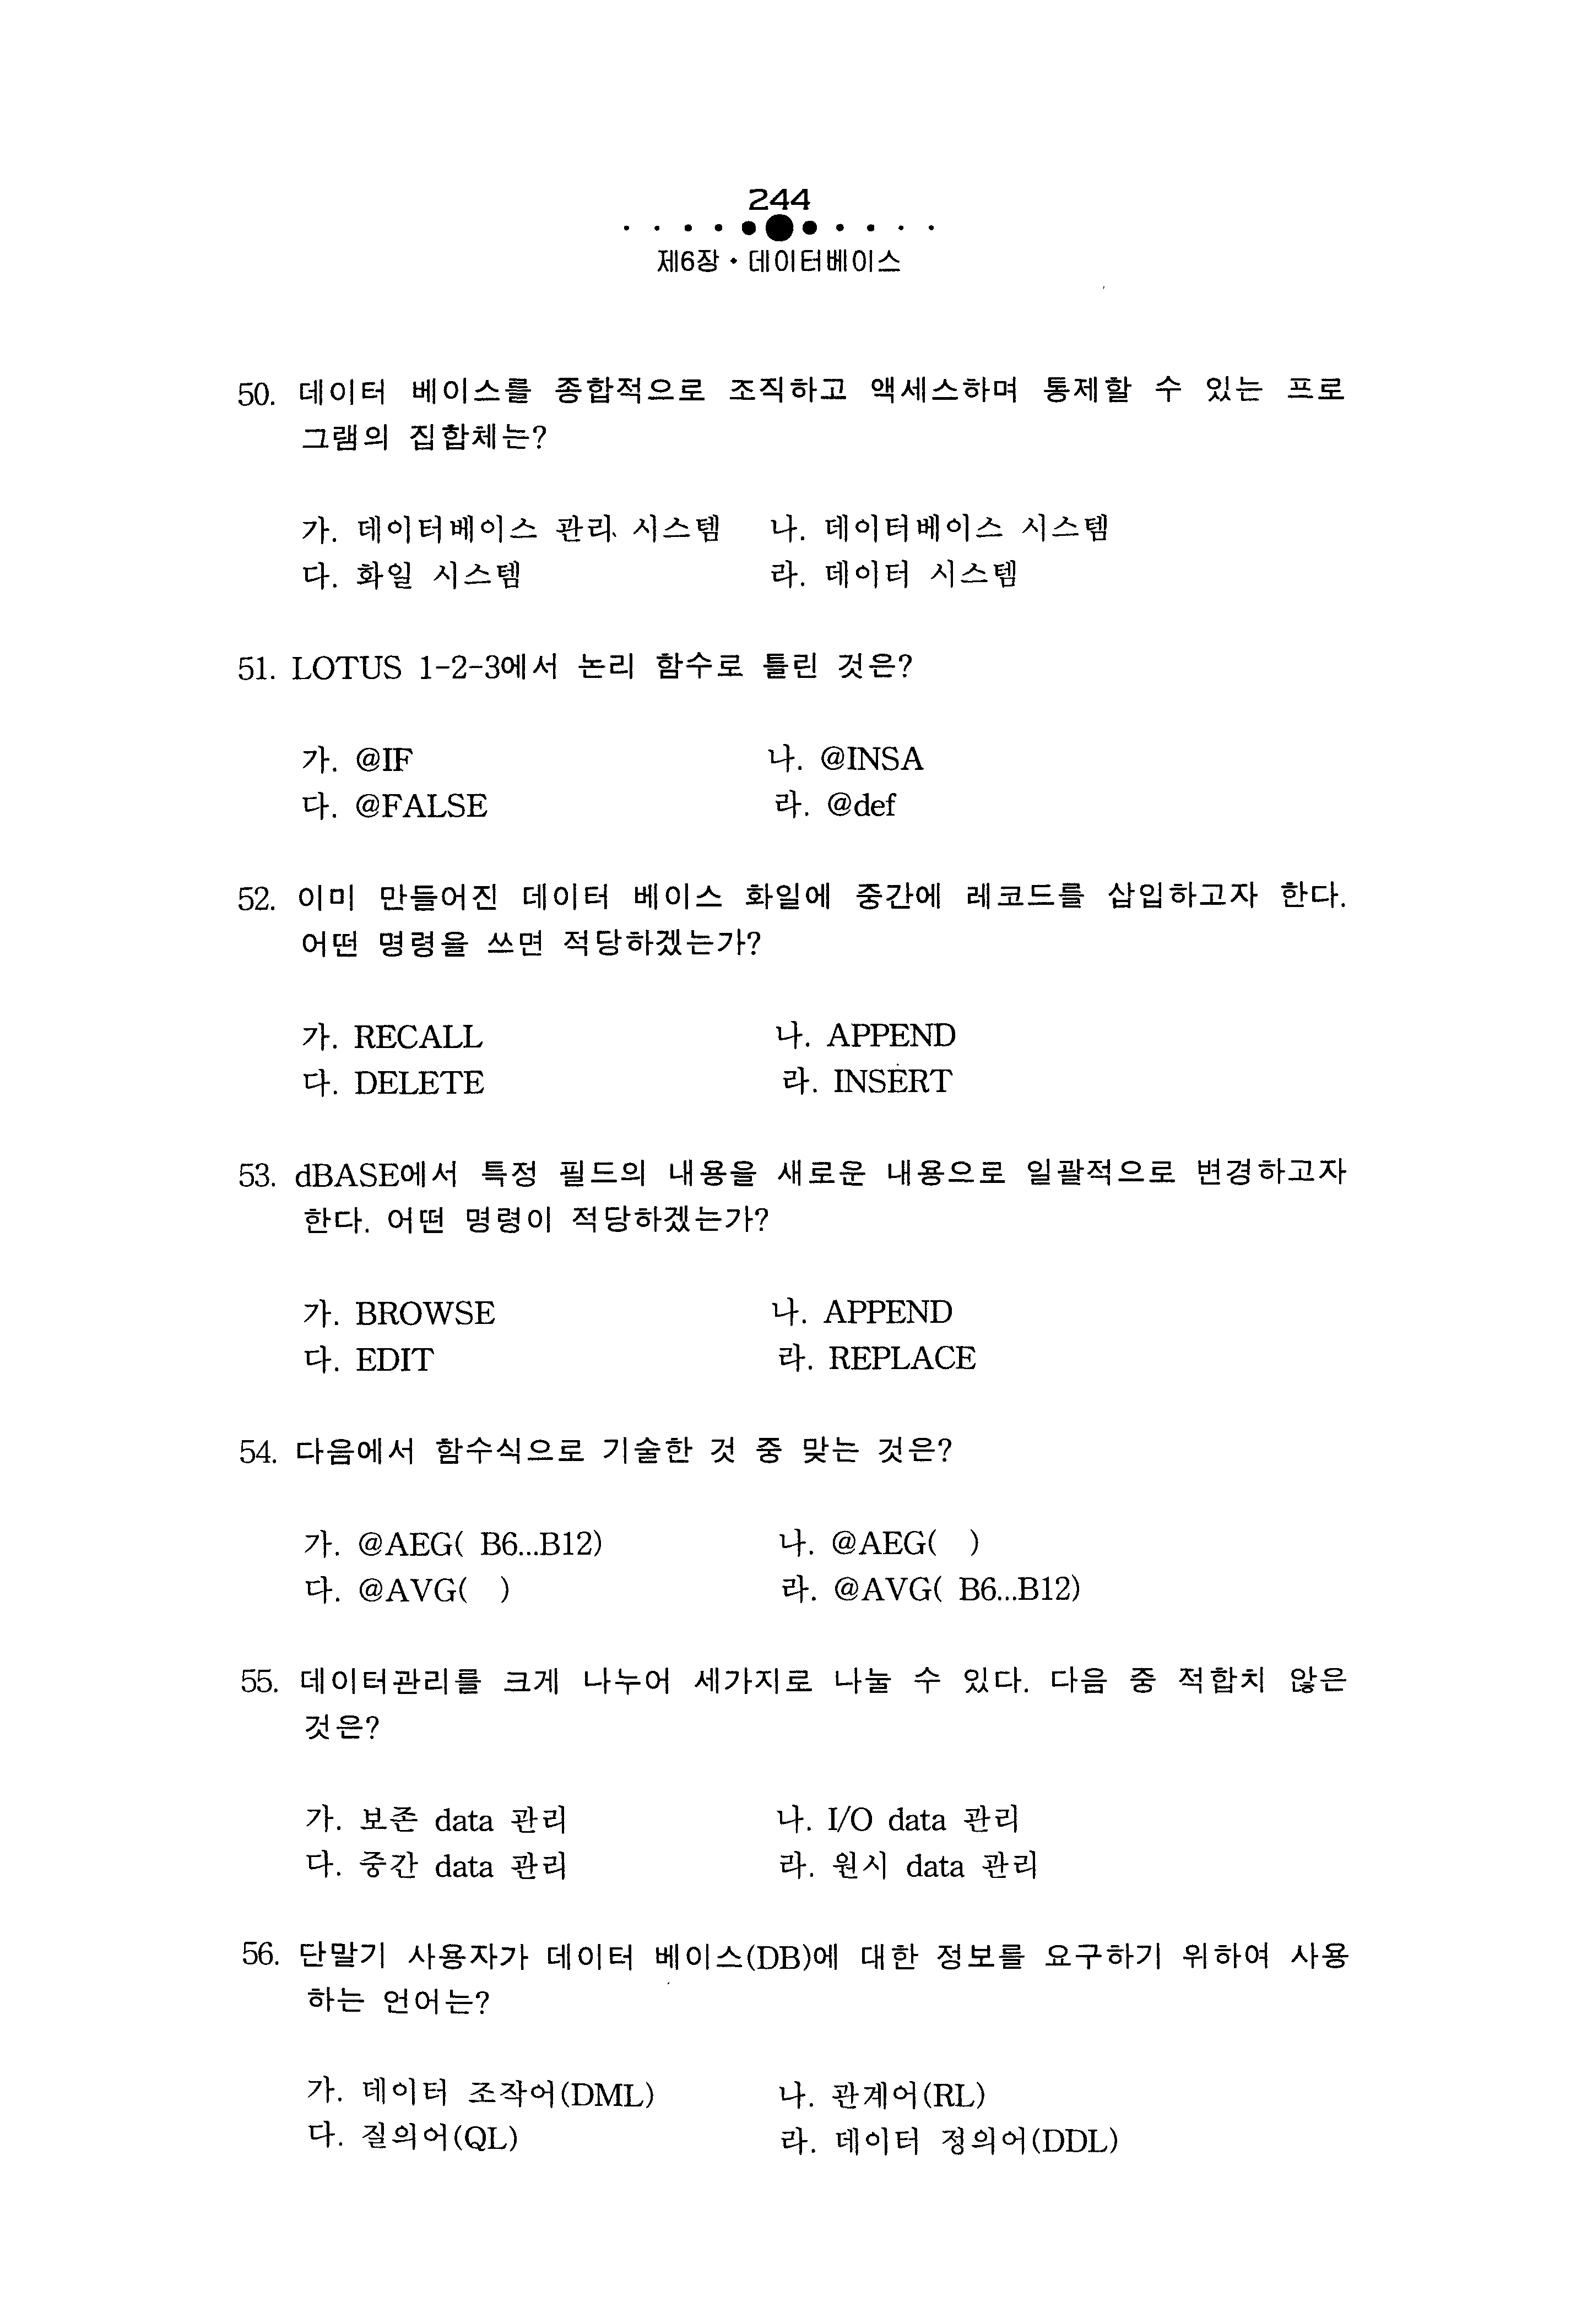 244
제6장 • 데이터베이스
50. 데이터 베이스를 종합적으로 조직하고 액세스하며 통제할 수 있는 프로
그램의 집합체는?
가. 데이터베이스 관리 시스템 나. 데이터베이스 시스템
다. 화일 시스템 라. 데이터 시스템
51. LOTUS 1-2-3에서 논리 함수로 틀린 것은?
가. @IF 나. @INSA
다. @FALSE 라. @def
52. 이미 만들어진 데이터 베이스 화일에 중간에 레코드를 삽입하고자 한다.
어떤 명령을 쓰면 적당하겠는가?
가. RECALL 나. APPEND
다. DELETE 라. INSERT
53. dBASE에서 특정 필드의 내용을 새로운 내용으로 일괄적으로 변경하고자
한다. 어떤 명령이 적당하겠는가?
가. BROWSE 나. APPEND
다. EDIT 라. REPLACE
54. 다음에서 함수식으로 기술한 것 중 맞는 것은?
가. @AEG( B6...B12) 나. @AEG( )
다. @AVG( ) 라. @AVG( B6...B12)
55. 데이터관리를 크게 나누어 세가지로 나눌 수 있다. 다음 중 적합치 않은
것은?
가. 보존 data 관리 나. I/O data 관리
다. 중간 data 관리 라. 원시 data 관리
56. 단말기 사용자가 데이터 베이스(DB)에 대한 정보를 요구하기 위하여 사용
하는 언어는?
가. 데이터 조작어(DML) 나. 관계어(RL)
다. 질의어(QL) 라. 데이터 정의어(DDL)